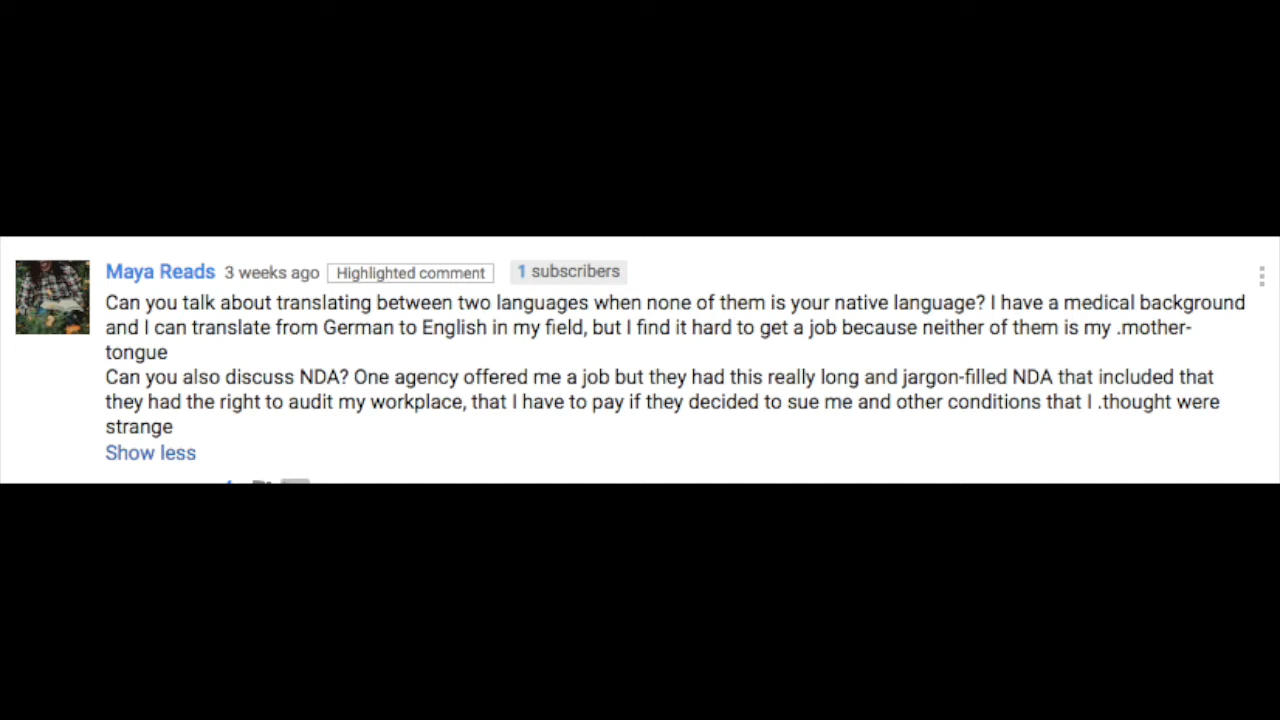 Maya Reads 3 weeks ago Highlighted comment 1 subscribers
Can you talk about translating between two languages when none of them is your native language? I have a medical background
and I can translate from German to English in my field, but I find it hard to get a job because neither of them is my .mother-
tongue
Can you also discuss NDA? One agency offered me a job but they had this really long and jargon-filled NDA that included that
they had the right to audit my workplace, that I have to pay if they decided to sue me and other conditions that I .thought were
strange
Show less